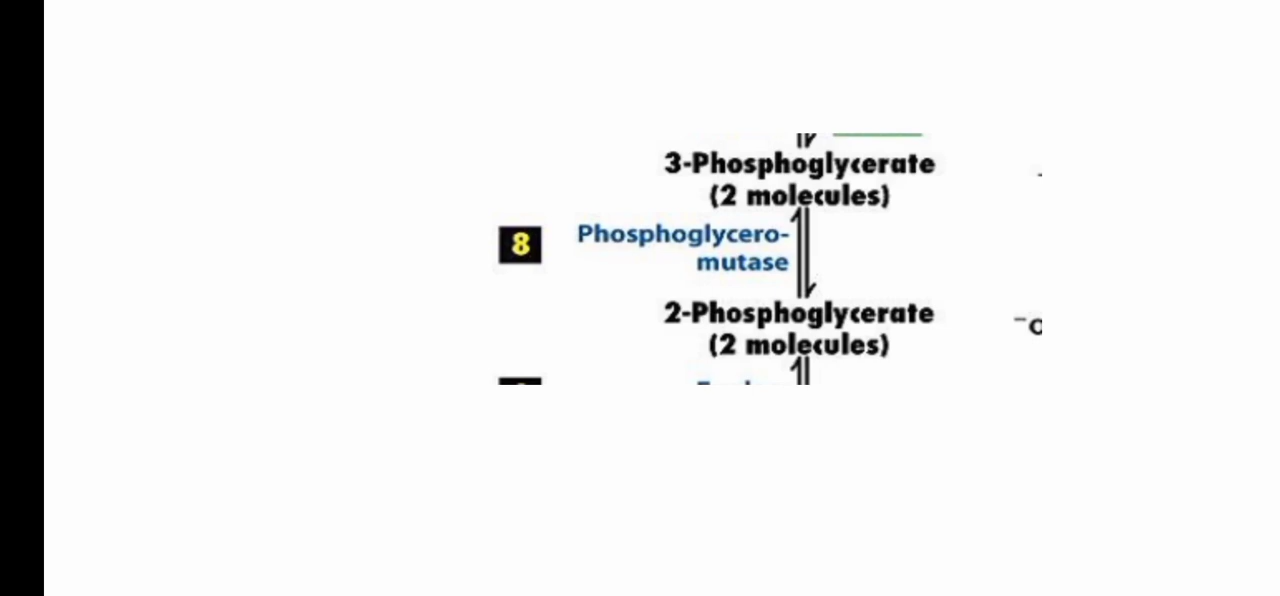 3-Phosphoglycerate
(2 molecules)
8
Phosphoglycero-
mutase
2-Phosphoglycerate
(2 molecules)